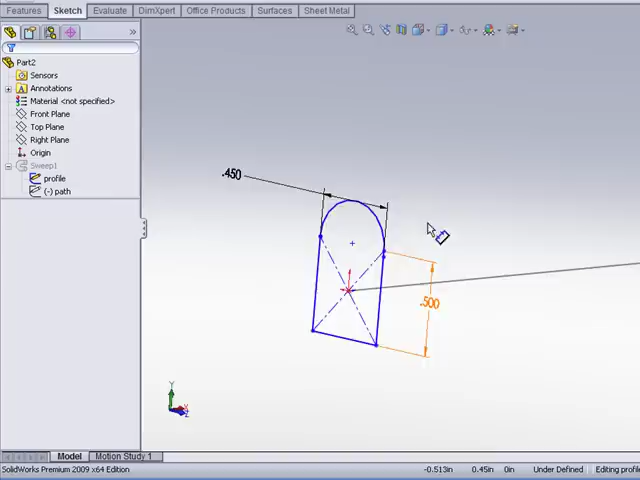 Features Sketch Evaluate DimXpert Office Products Surfaces Sheet Metal
Part2
Sensors
Annotations
Material <not specified>
Front Plane
Top Plane
Right Plane
Origin
Sweep1
profile
(-) path
.450
.500
Y
Model Motion Study 1
SolidWorks Premium 2009 x64 Edition -0.513in 0.45in 0in Under Defined Editing profile